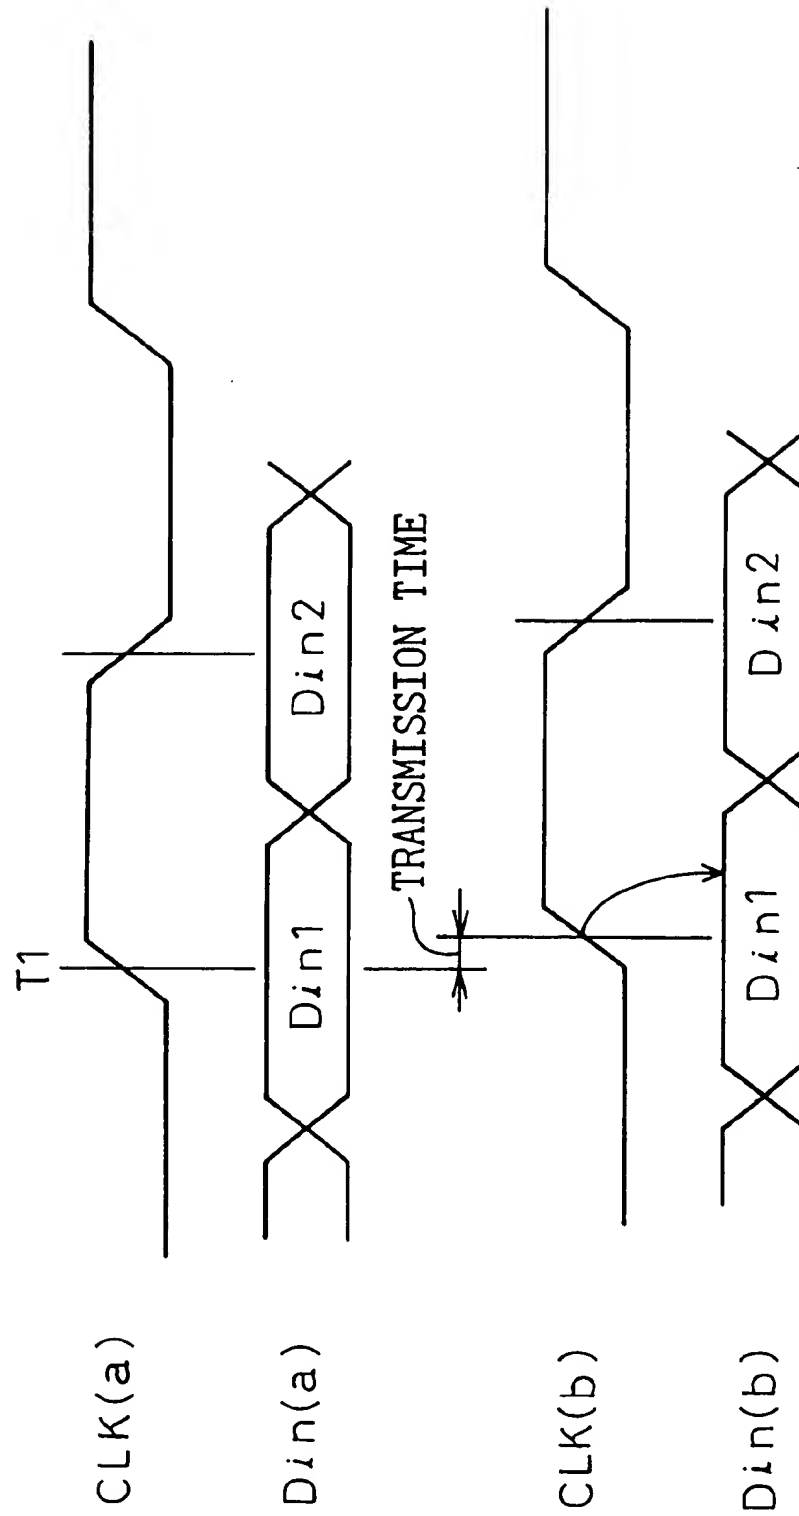 T1
CLK(a)
Din(a)
Din1
Din2
TRANSMISSION TIME
CLK(b)
Din(b)
Din1
Din2